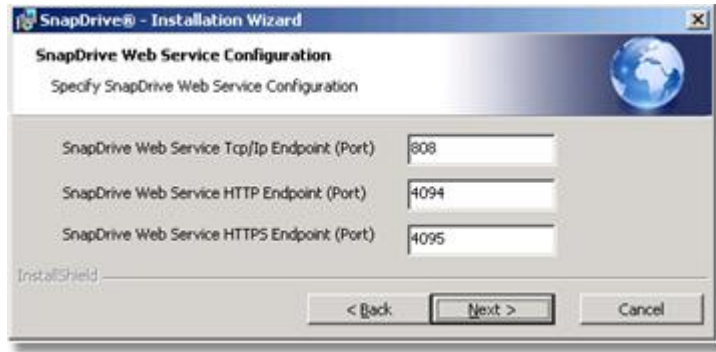 SnapDrive® - Installation Wizard
SnapDrive Web Service Configuration
Specify SnapDrive Web Service Configuration
SnapDrive Web Service Tcp/Ip Endpoint (Port) 808
SnapDrive Web Service HTTP Endpoint (Port) 4094
SnapDrive Web Service HTTPS Endpoint (Port) 4095
InstallShield
< Back Next > Cancel